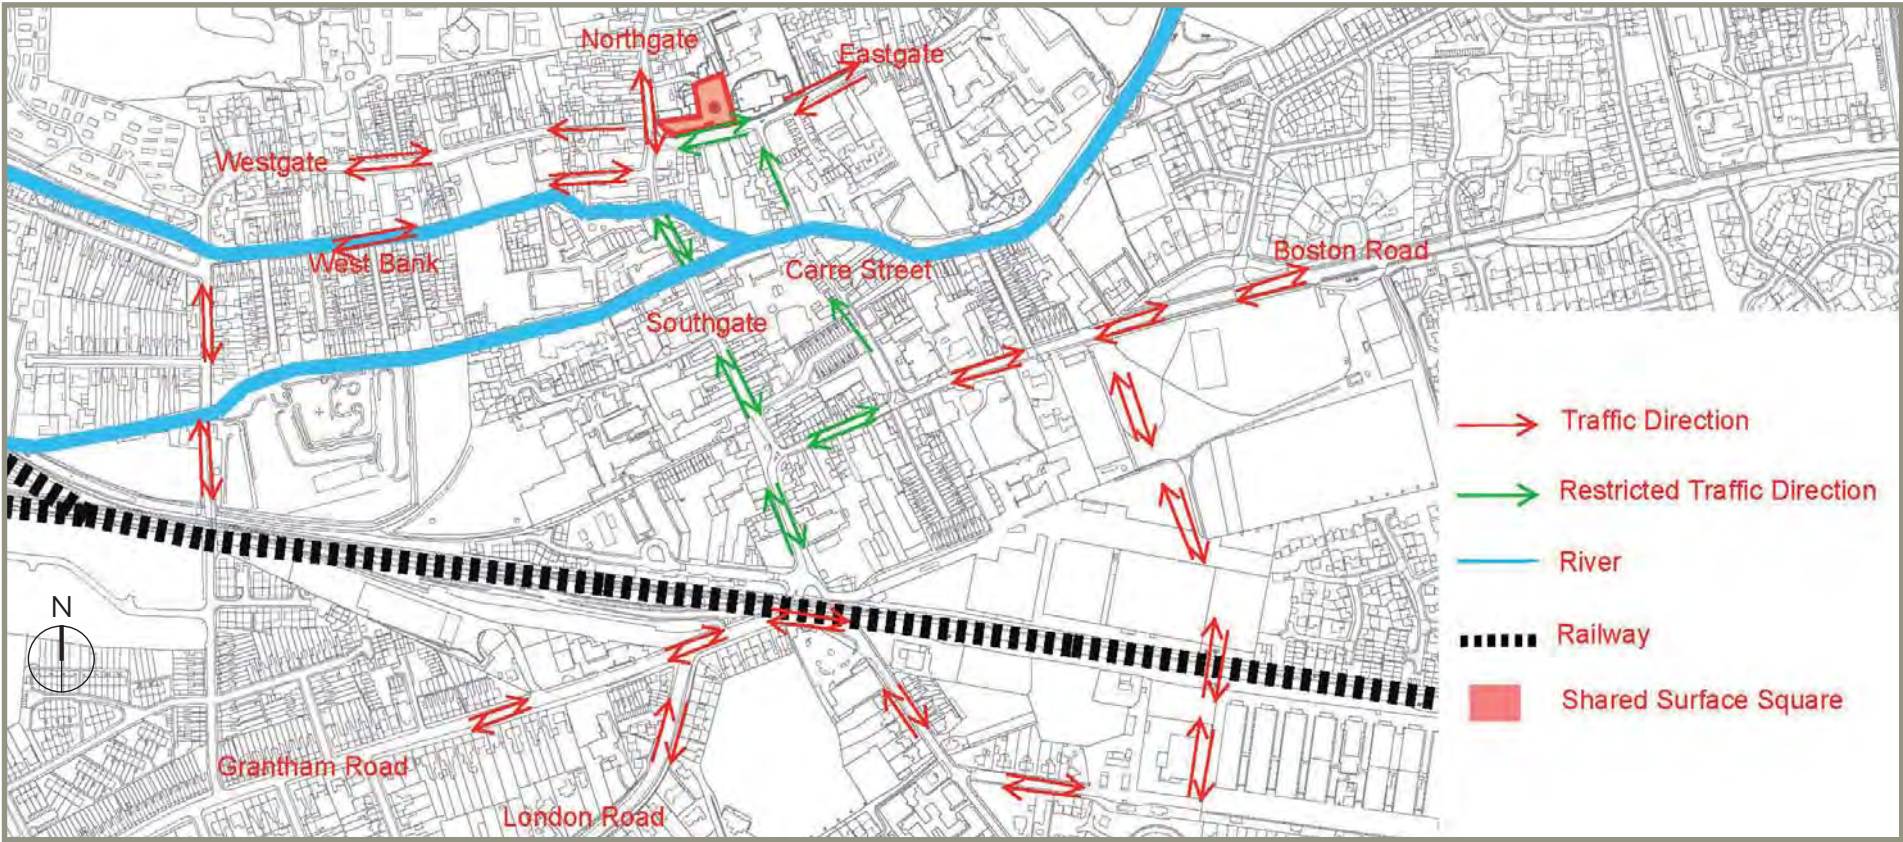 Northgate
Eastgate
Westgate
West Bank
Carre Street
Boston Road
Southgate
Grantham Road
London Road
N
Traffic Direction
Restricted Traffic Direction
River
Railway
Shared Surface Square